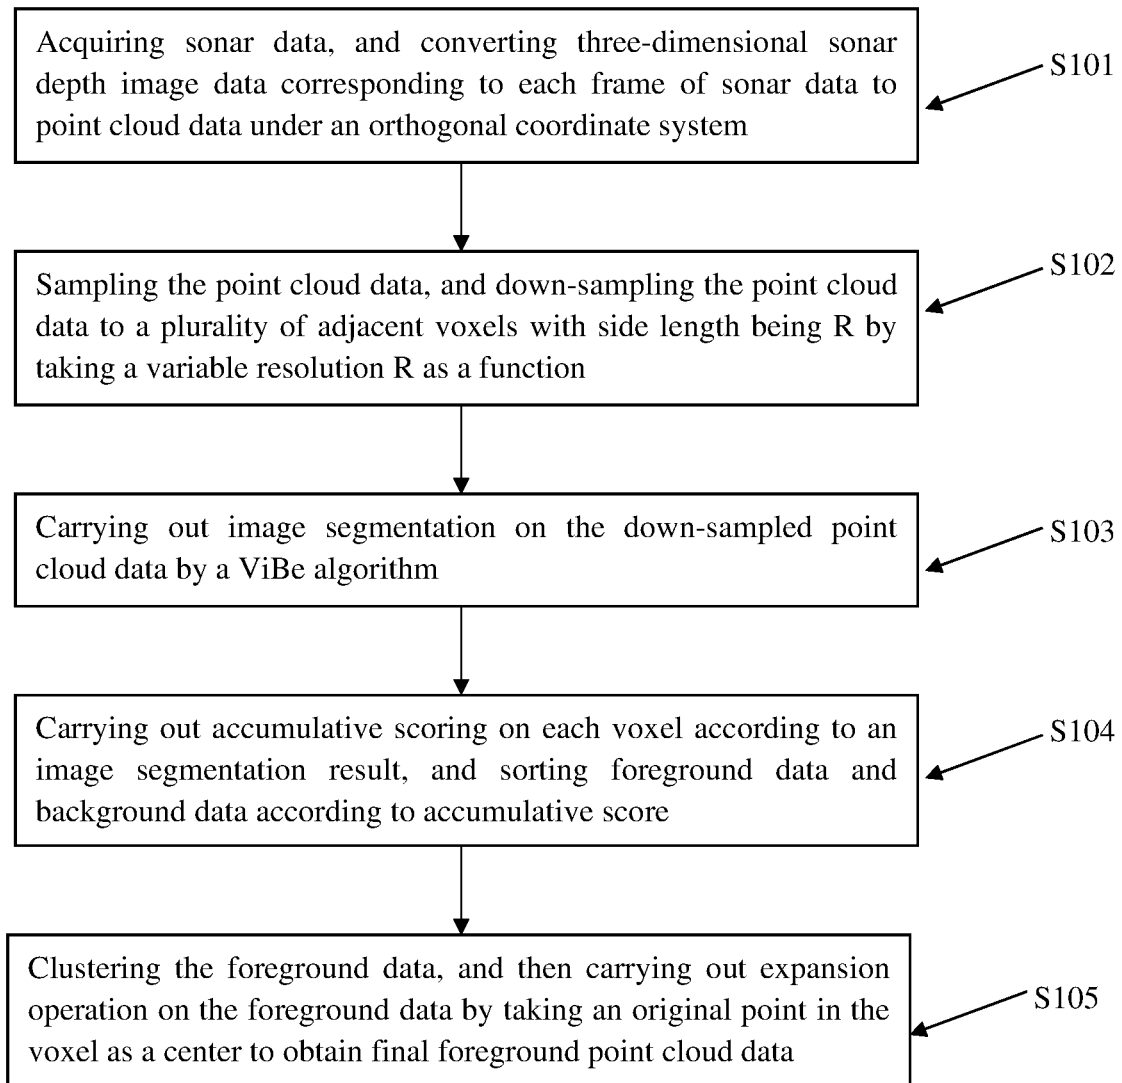 Acquiring sonar data, and converting three-dimensional sonar
depth image data corresponding to each frame of sonar data to
point cloud data under an orthogonal coordinate system
S101
Sampling the point cloud data, and down-sampling the point cloud
data to a plurality of adjacent voxels with side length being R by
taking a variable resolution R as a function
S102
Carrying out image segmentation on the down-sampled point
cloud data by a ViBe algorithm
S103
Carrying out accumulative scoring on each voxel according to an
image segmentation result, and sorting foreground data and
background data according to accumulative score
S104
Clustering the foreground data, and then carrying out expansion
operation on the foreground data by taking an original point in the
voxel as a center to obtain final foreground point cloud data
S105